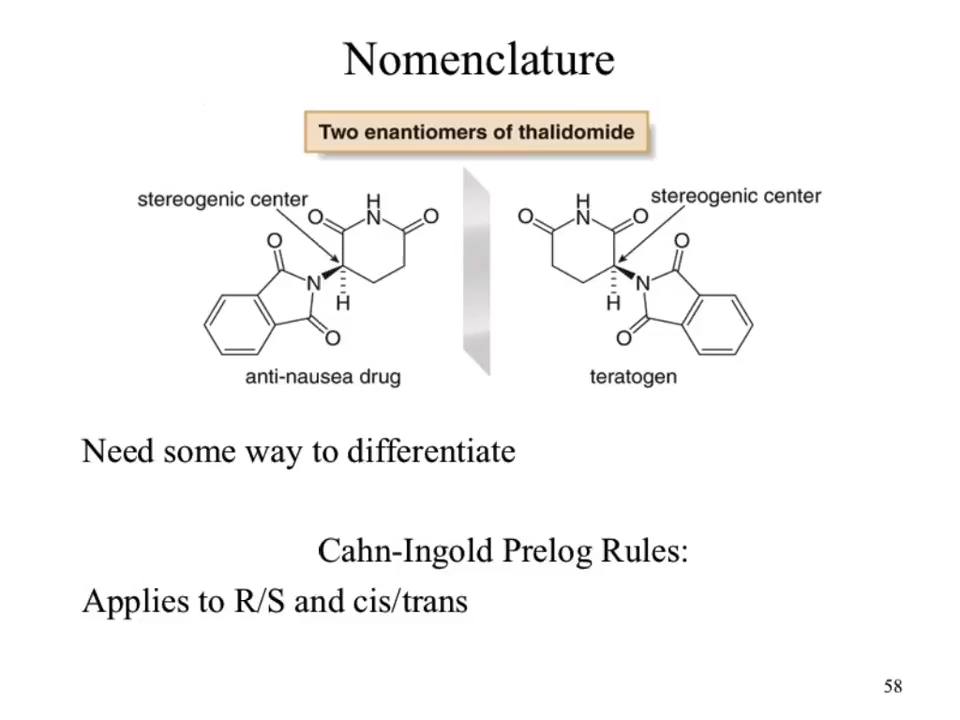 Nomenclature
Two enantiomers of thalidomide
stereogenic center
stereogenic center
H
N
O
O
O
N
H
O
H
N
O
O
O
N
H
O
anti-nausea drug
teratogen
Need some way to differentiate
Cahn-Ingold Prelog Rules:
Applies to R/S and cis/trans
58